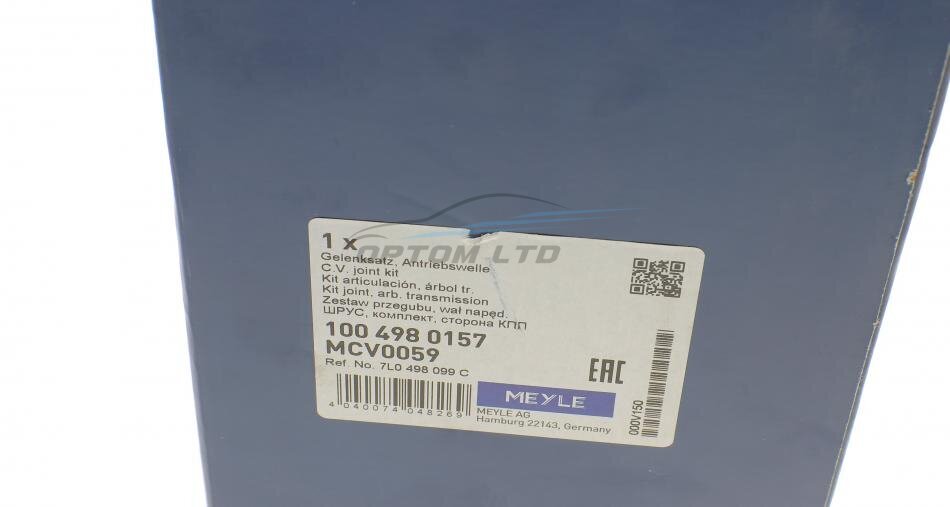 1 x
OPTOM LTD
Gelenksatz, Antriebswelle
C.V. joint kit
Kit articulación, árbol tr.
Kit joint, arb. transmission
Zestaw przegubu, wał napęd.
ШРУС, комплект, сторона КПП
100 498 0157
MCV0059
Ref. No. 7L0 498 099 C
4 040074 048269
MEYLE
MEYLE AG
Hamburg 22143, Germany
EAC
000V150